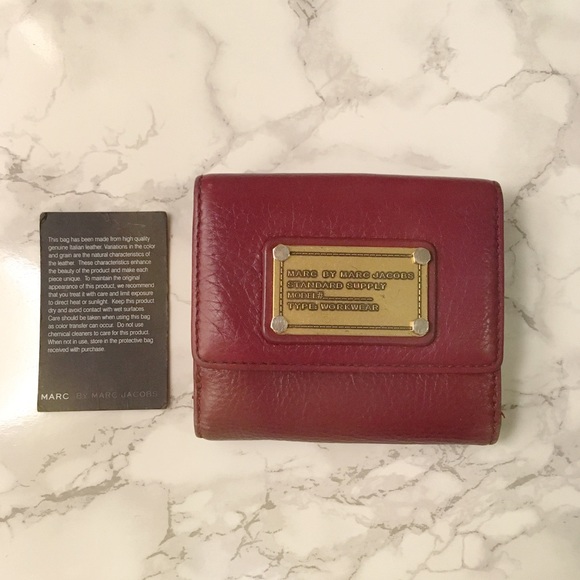 This bag has been made from high quality
genuine Italian leather. Variations in the color
and grain are the natural characteristics of
the leather. These characteristics enhance
the beauty of the product and make each
piece unique. To maintain the original
appearance of this product, we recommend
that you treat it with care and limit exposure
to direct heat or sunlight. Keep this product
dry and avoid contact with wet surfaces.
Care should be taken when using this bag
as color transfer can occur. Do not use
chemical cleaners to care for this product.
When not in use, store in the protective bag
received with purchase.
MARC BY MARC JACOBS
MARC BY MARC JACOBS
STANDARD SUPPLY
MODEL#:
TYPE: WORKWEAR